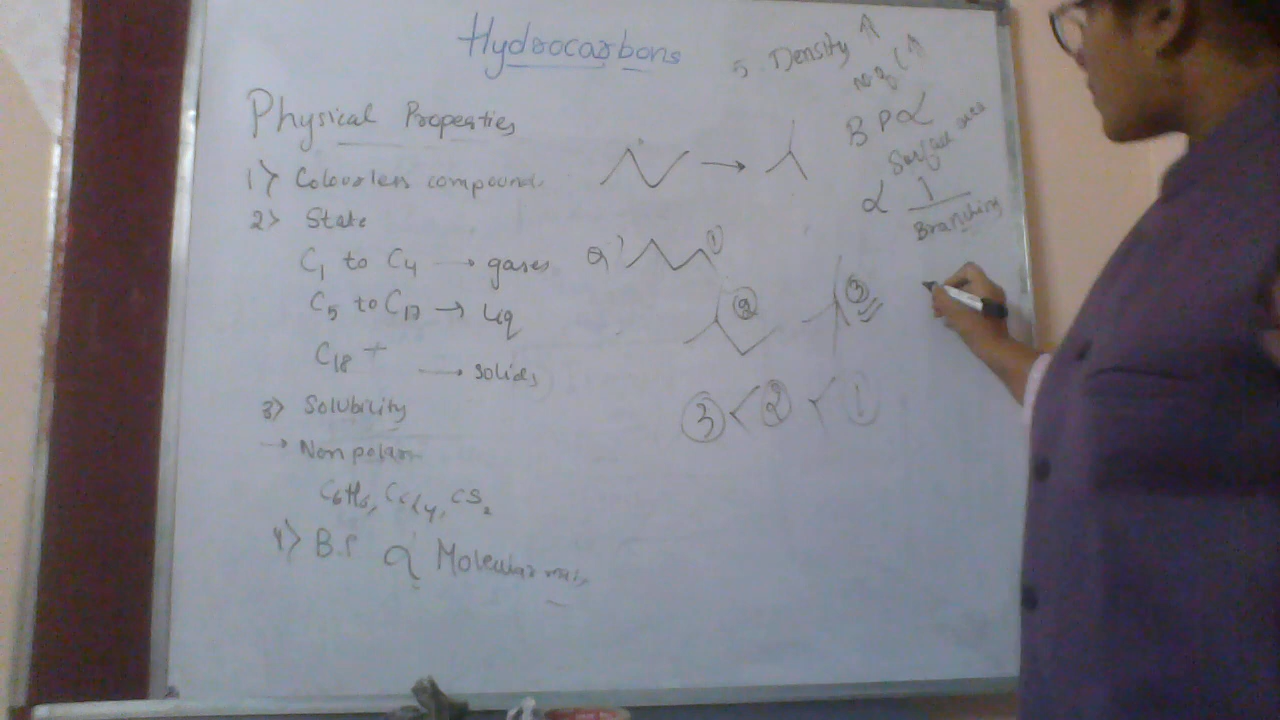 Hydrocarbons
Physical Properties
1) Colourless compounds
2) State
C1 to C4 → gases
C5 to C17 → Liq
C18 + → solids
3) Solubility
→ Non polar
C6H6, CCl4, CS2
4) B.P ∝ Molecular mass
5. Density ↑
no of C ↑
B P ∝ Surface area
∝ 1
Branching
→
Q)
1
2
3
3 < 2 < 1